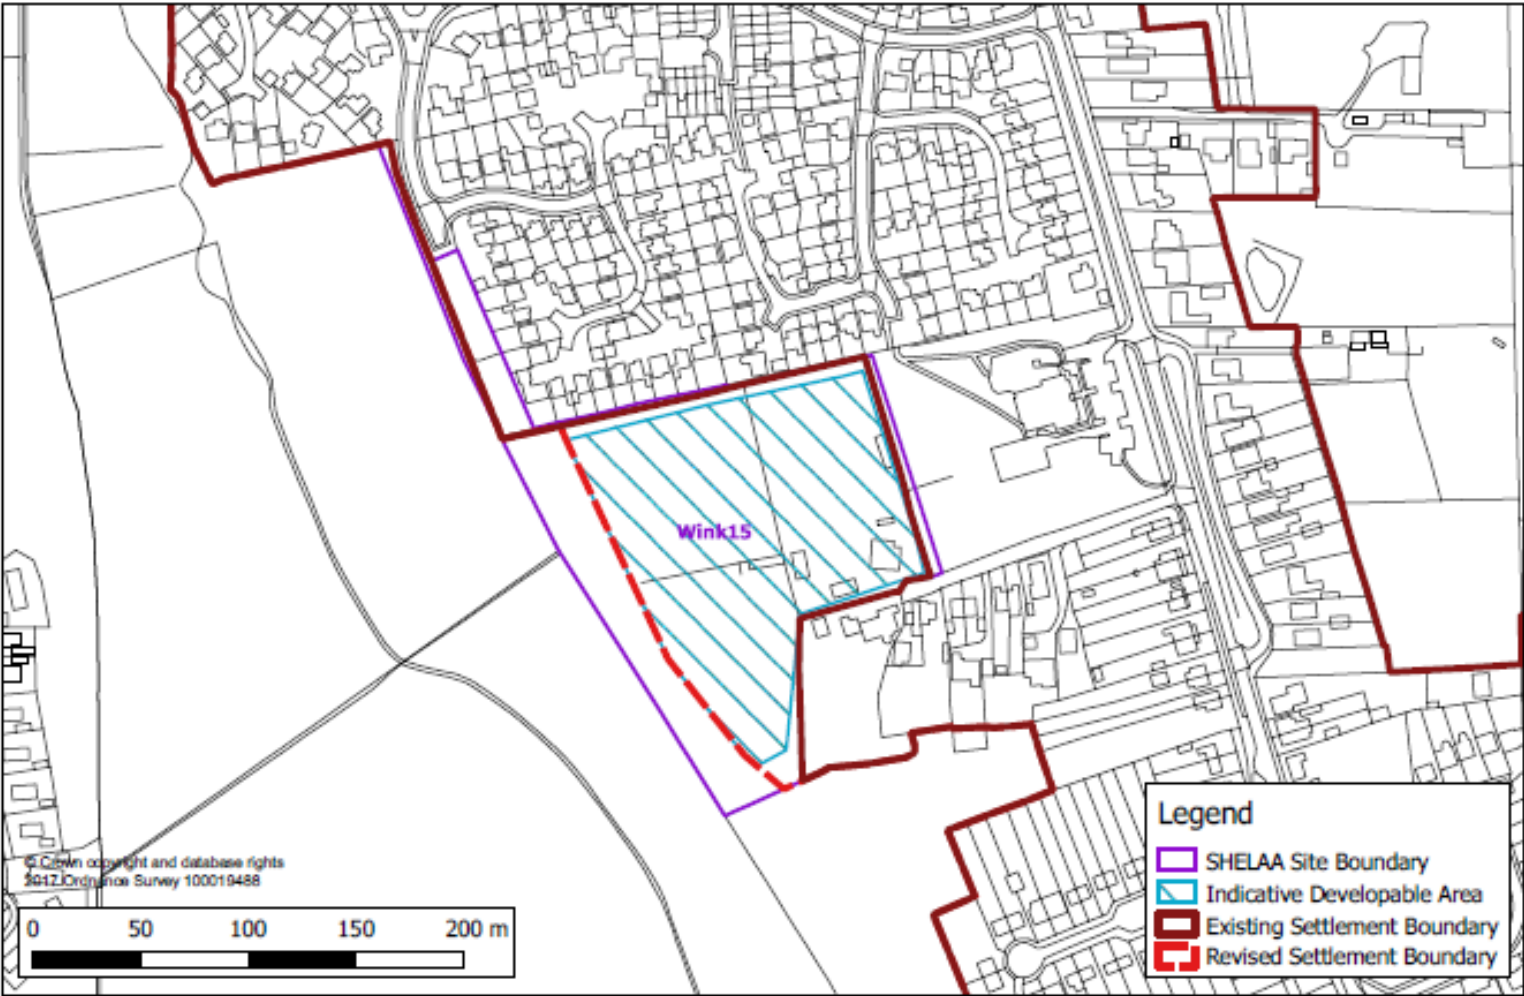 Wink15
© Crown copyright and database rights
2017 Ordnance Survey 100019488
0 50 100 150 200 m
Legend
SHELAA Site Boundary
Indicative Developable Area
Existing Settlement Boundary
Revised Settlement Boundary